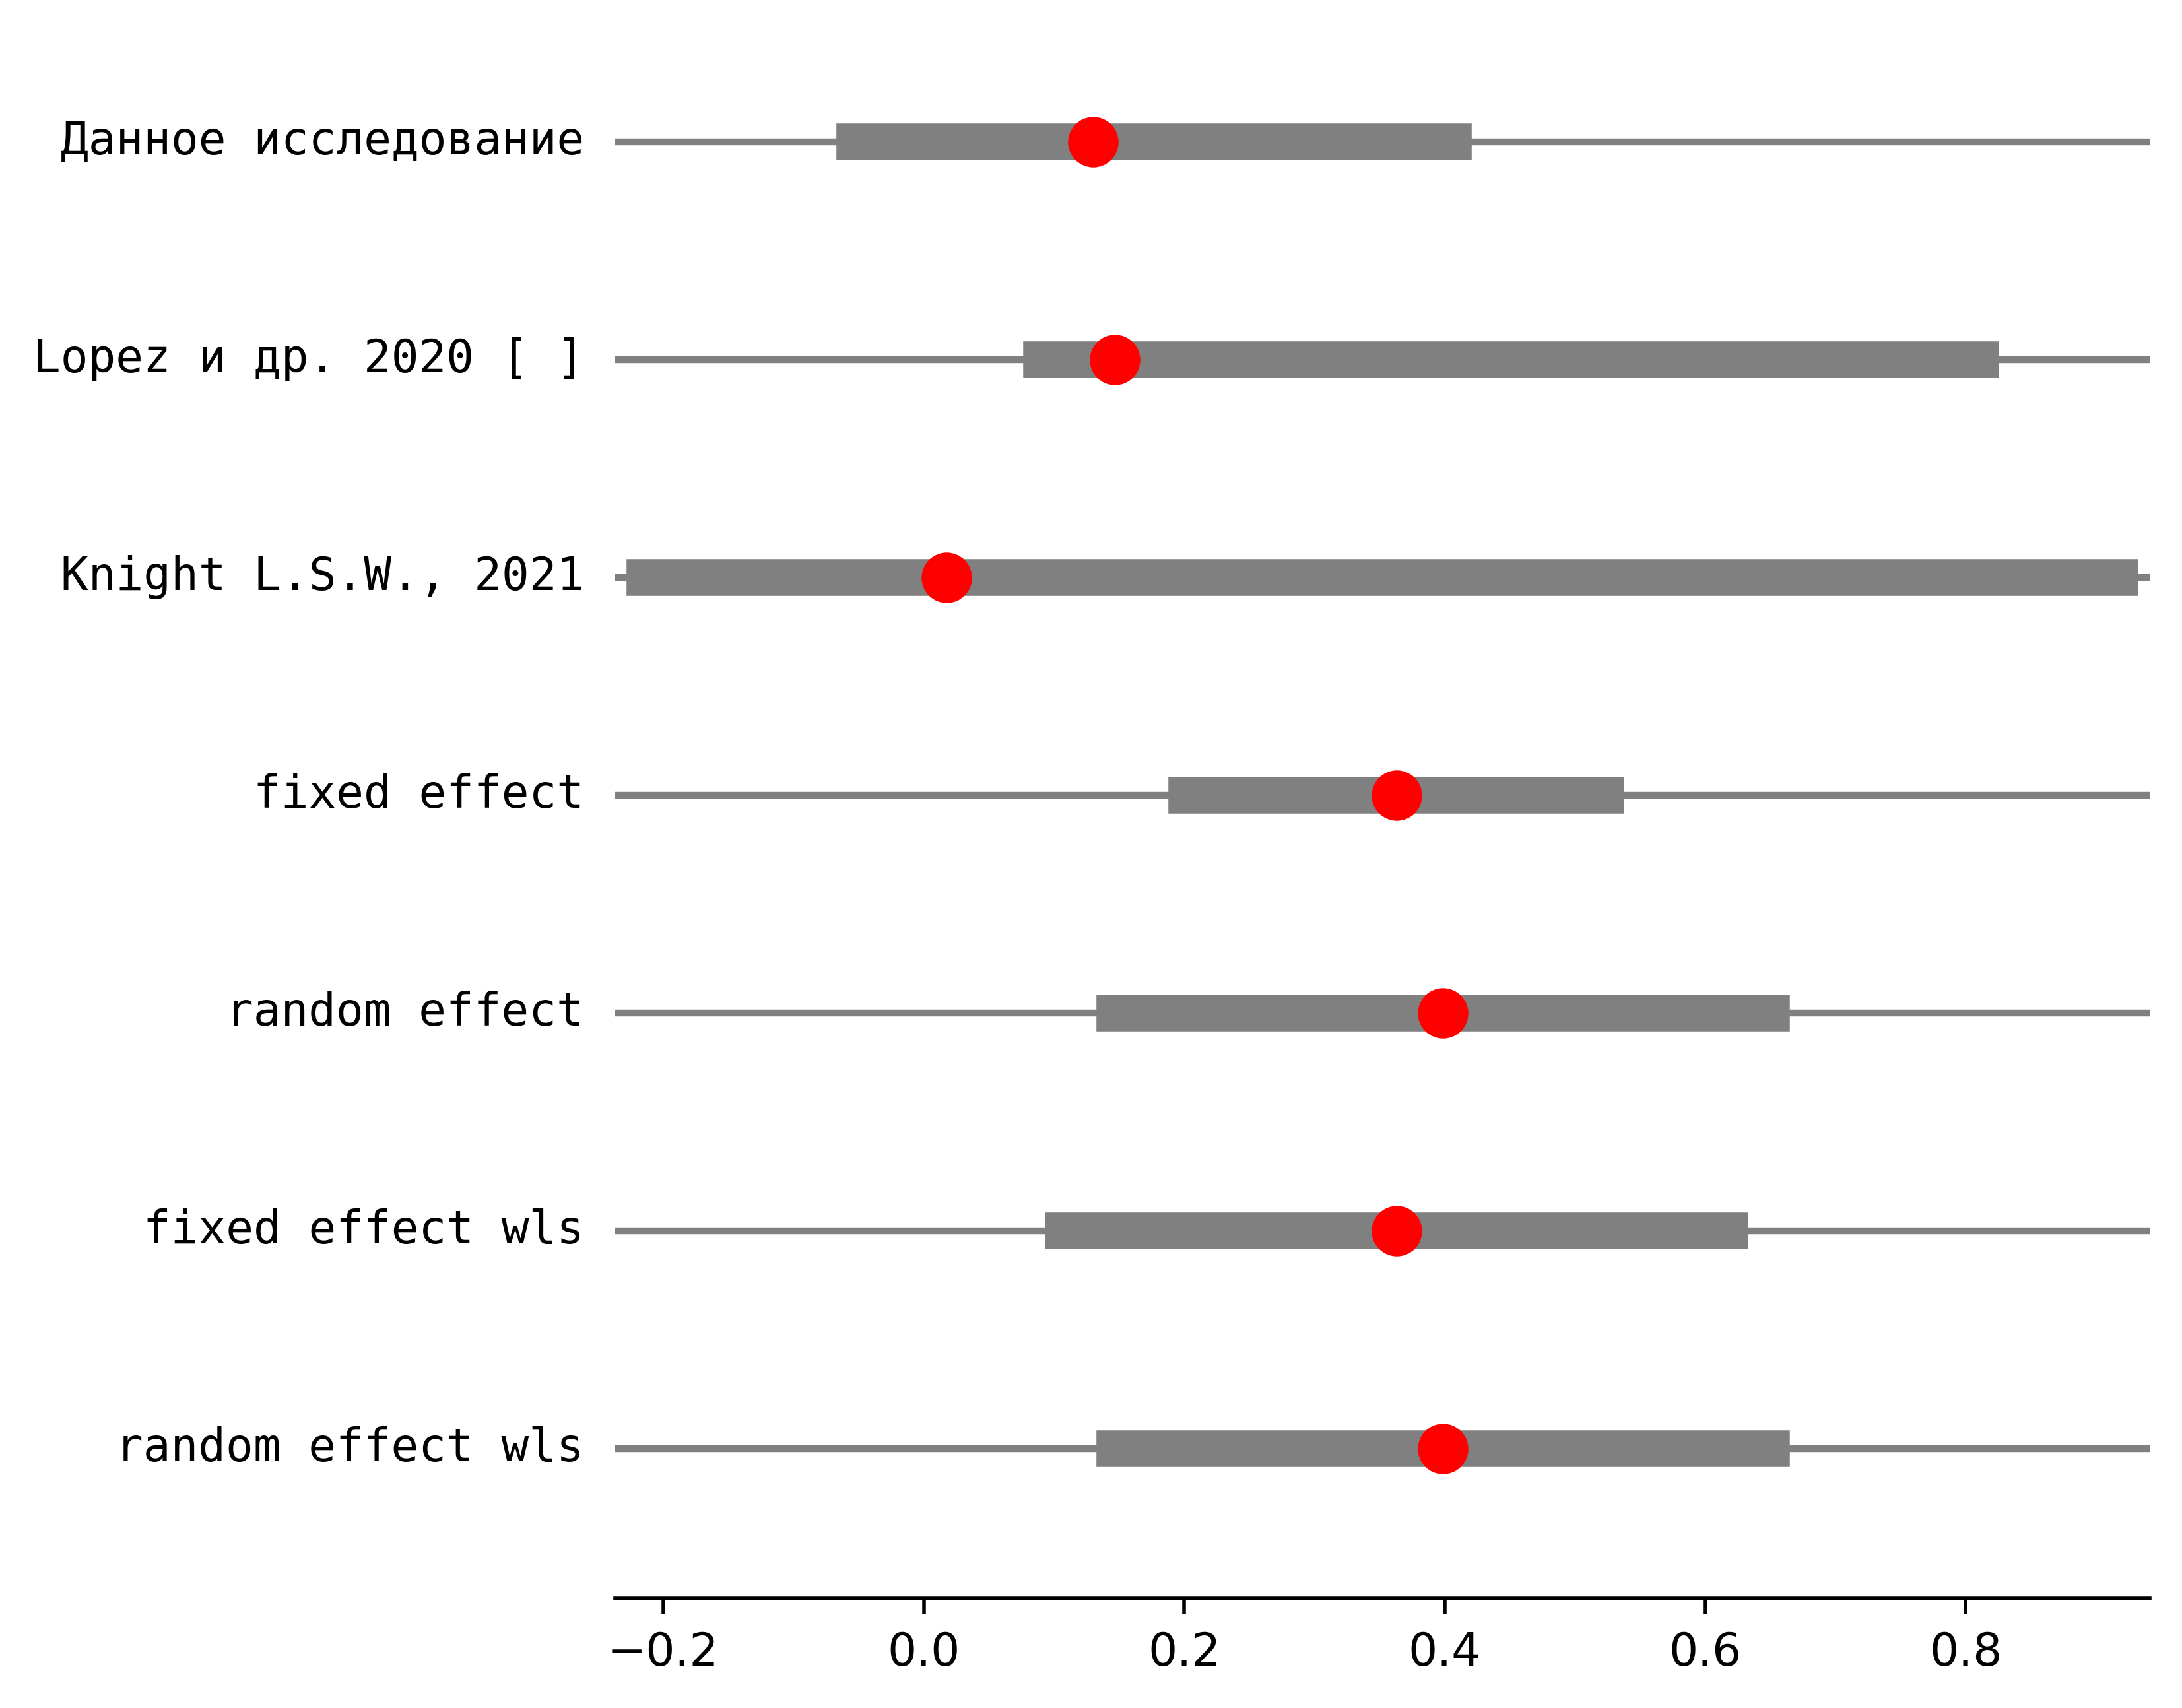 Данное исследование
Lopez и др. 2020 [ ]
Knight L.S.W., 2021
fixed effect
random effect
fixed effect wls
random effect wls
−0.2 0.0 0.2 0.4 0.6 0.8